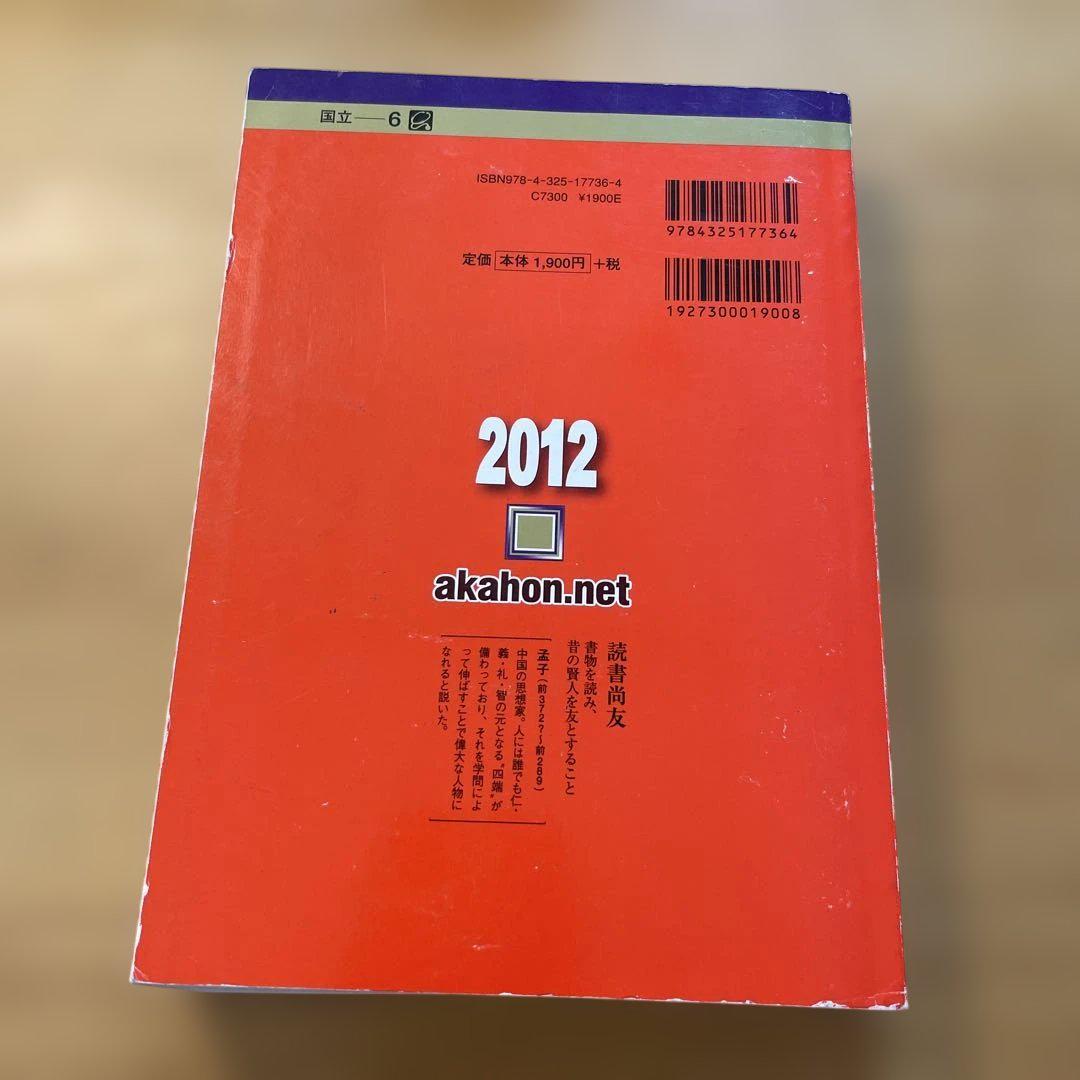 国立――6
ISBN978-4-325-17736-4
C7300 ¥1900E
9784325177364
定価 本体 1,900円 +税
1927300019008
2012
akahon.net
読書尚友
書物を読み、
昔の賢人を友とすること
孟子(前372?~前289)
中国の思想家。人には誰でも仁・
義・礼・智の元となる"四端"が
備わっており、それを学問によ
って伸ばすことで偉大な人物に
なれると説いた。